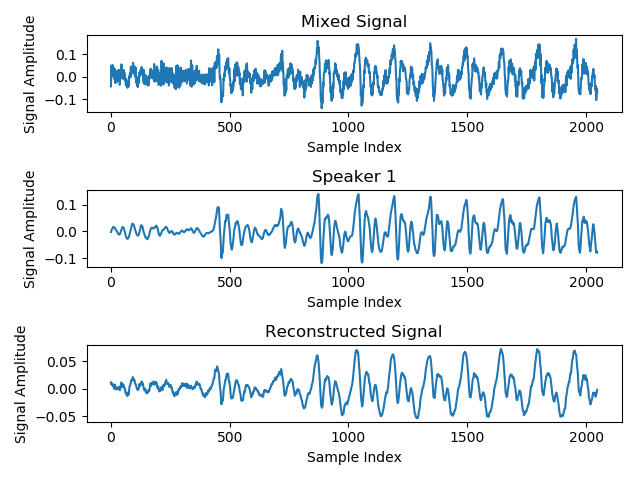 Mixed Signal
Signal Amplitude
0.1
0.0
−0.1
0 500 1000 1500 2000
Sample Index
Speaker 1
Signal Amplitude
0.1
0.0
−0.1
0 500 1000 1500 2000
Sample Index
Reconstructed Signal
Signal Amplitude
0.05
0.00
−0.05
0 500 1000 1500 2000
Sample Index